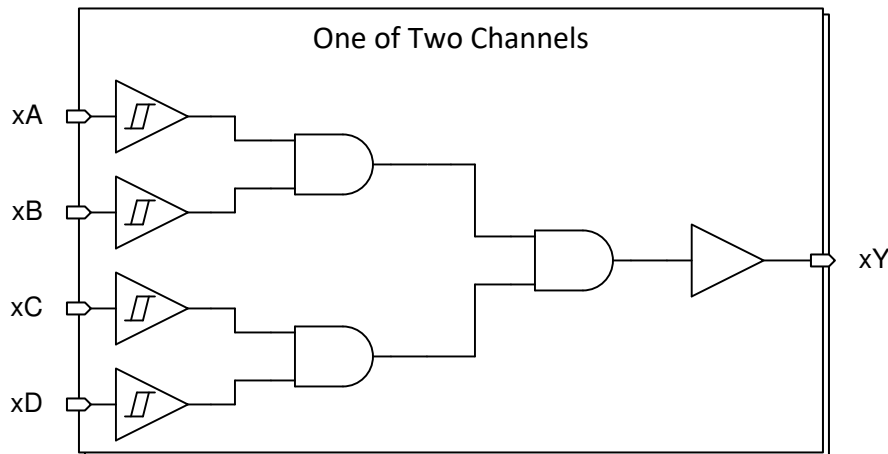 One of Two Channels
xA
xB
xY
xC
xD